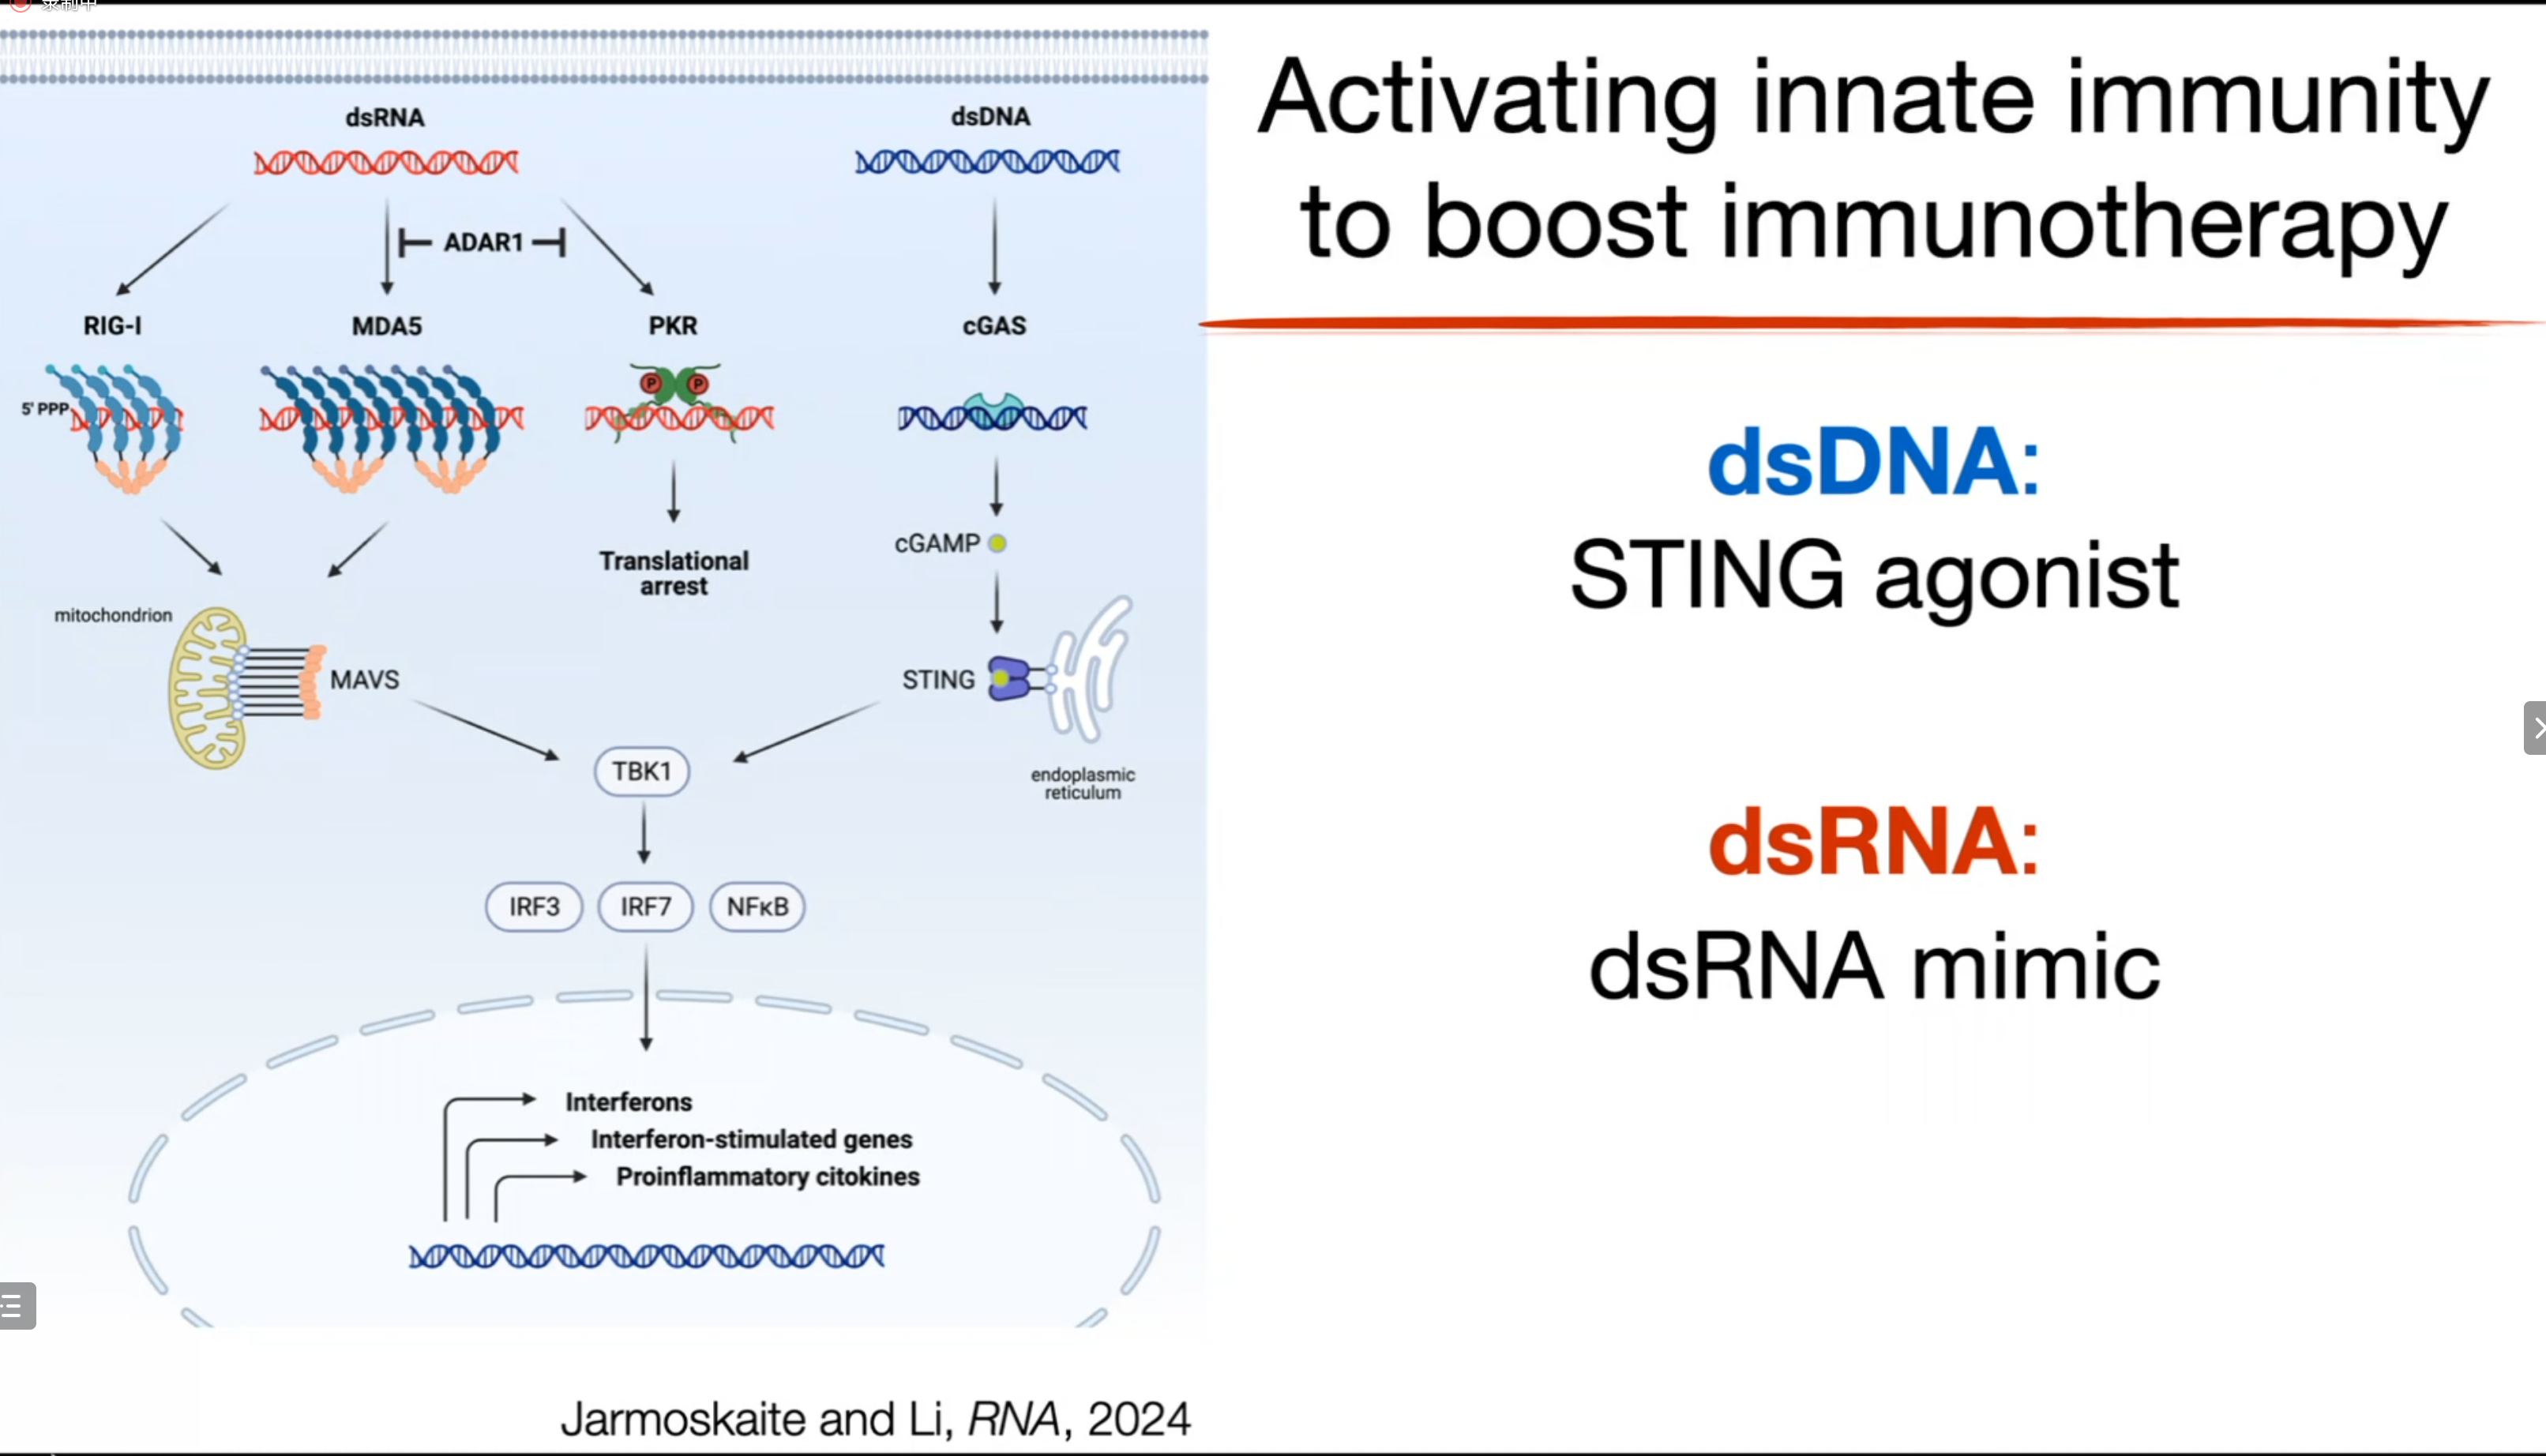 录制中
dsRNA
dsDNA
ADAR1
RIG-I
MDA5
PKR
cGAS
5' PPP
P
P
Translational
arrest
cGAMP
mitochondrion
MAVS
STING
TBK1
endoplasmic
reticulum
IRF3
IRF7
NFκB
Interferons
Interferon-stimulated genes
Proinflammatory citokines
Jarmoskaite and Li, RNA, 2024
Activating innate immunity
to boost immunotherapy
dsDNA:
STING agonist
dsRNA:
dsRNA mimic